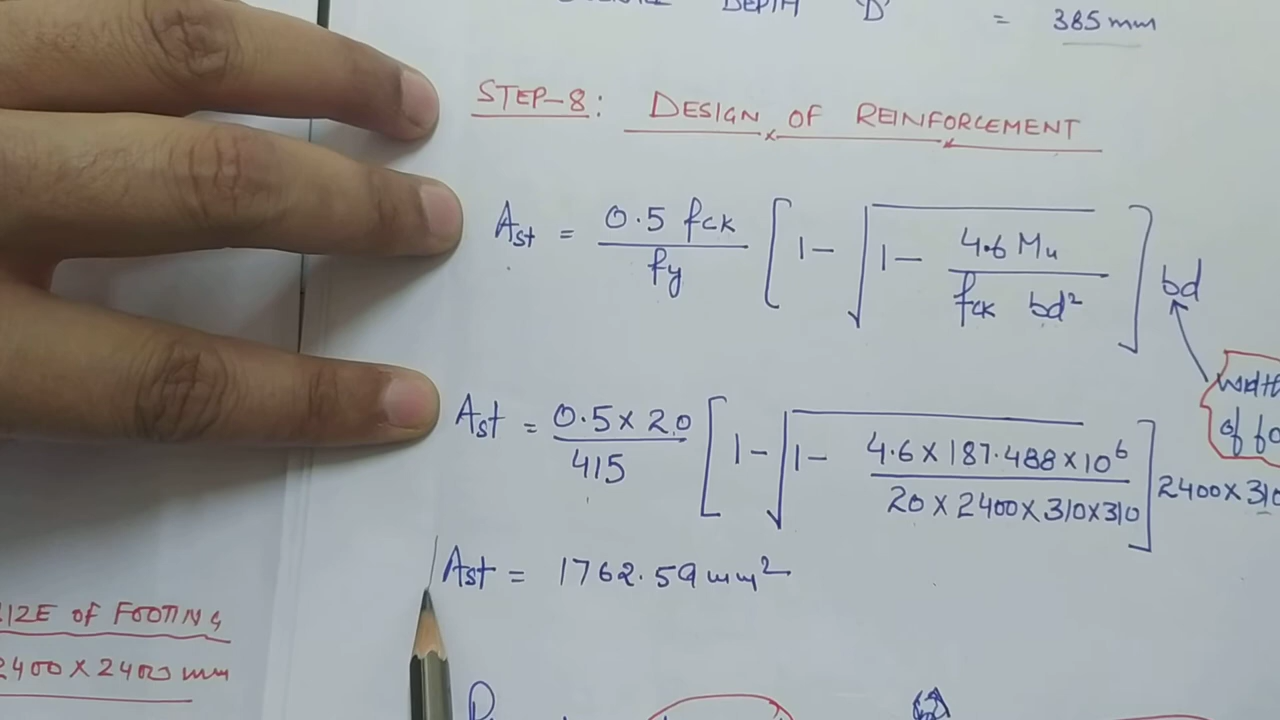 DEPTH 'D' = 385 mm
STEP-8: DESIGN OF REINFORCEMENT
Ast = 0.5 fck / fy [ 1 - √ 1 - 4.6 Mu / fck bd² ] bd
width
of
Ast = 0.5 x 20 / 415 [ 1 - √ 1 - 4.6 x 187.488 x 10⁶ / 20 x 2400 x 310 x 310 ] 2400 x 310
Ast = 1762.59 mm²
SIZE OF FOOTING
2400 x 2400 mm